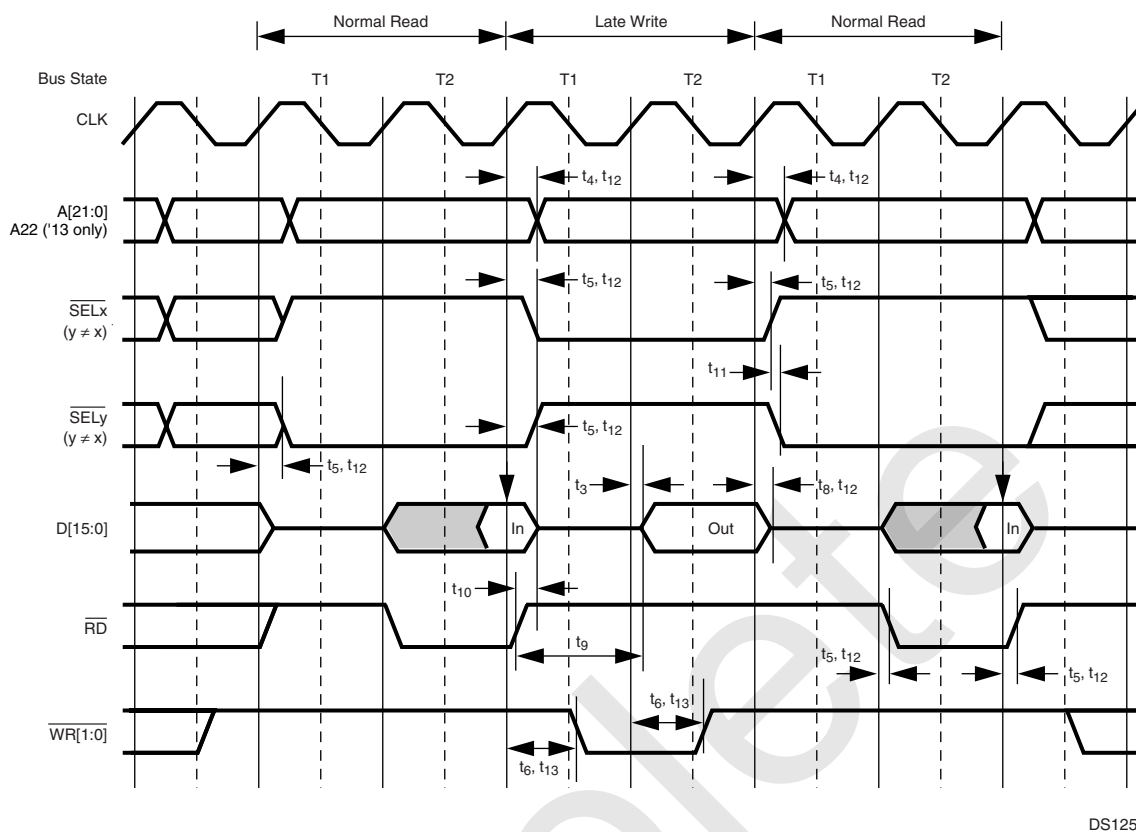 Normal Read Late Write Normal Read
Bus State T1 T2 T1 T2 T1 T2
CLK
t4, t12 t4, t12
A[21:0]
A22 ('13 only)
t5, t12 t5, t12
SELx
(y ≠ x)
t11
SELy
(y ≠ x)
t5, t12
t5, t12
t3 t8, t12
D[15:0] In Out In
t10
RD
t9
t5, t12 t5, t12
t6, t13
WR[1:0]
t6, t13
olete
DS125